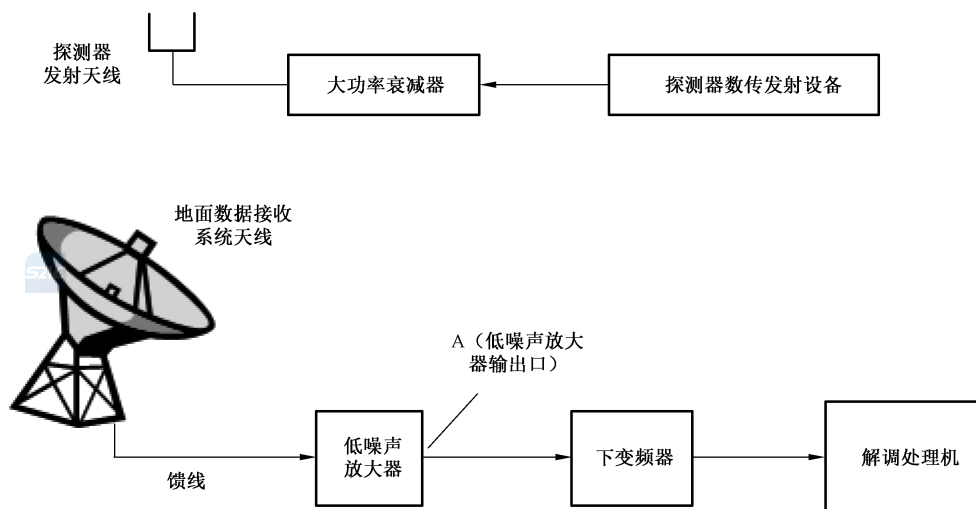 探测器
发射天线
大功率衰减器
探测器数传发射设备
地面数据接收
系统天线
A（低噪声放大
器输出口）
低噪声
放大器
下变频器
解调处理机
馈线